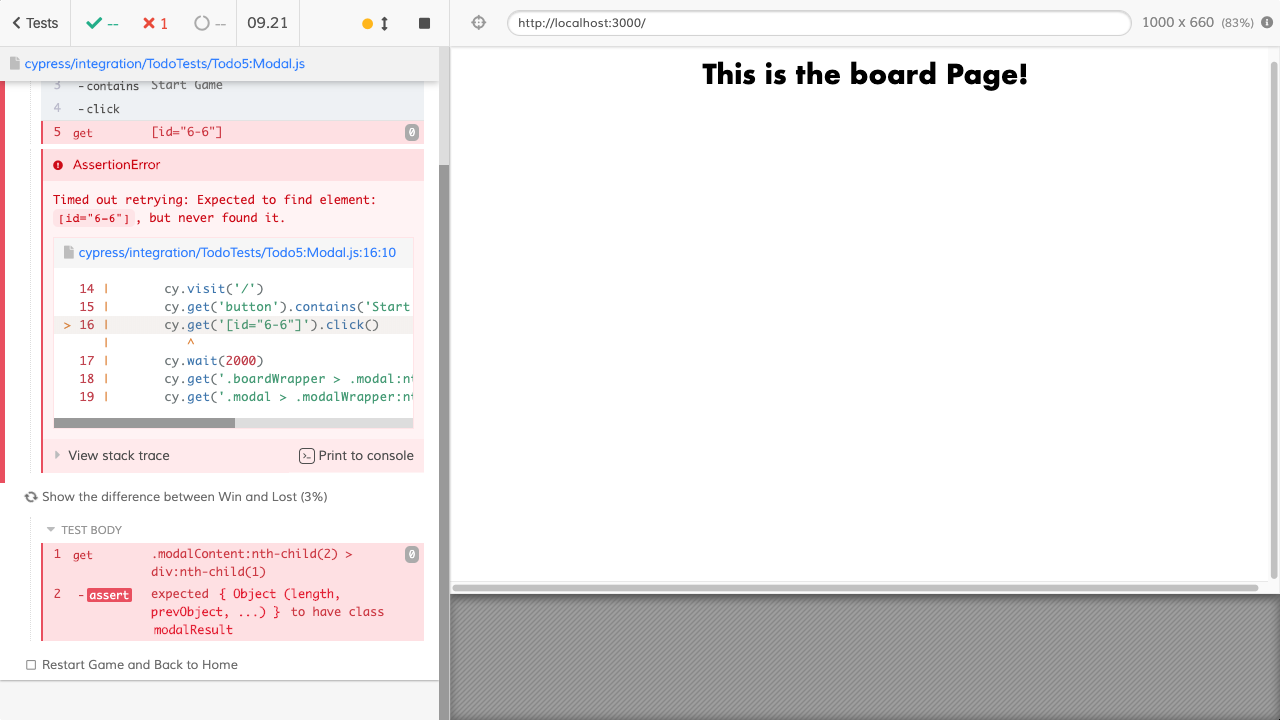 Tests
--
1
--
09.21
http://localhost:3000/
1000 x 660 (83%)
cypress/integration/TodoTests/Todo5:Modal.js
This is the board Page!
3 -contains Start Game
4 -click
5 get [id="6-6"] 0
AssertionError
Timed out retrying: Expected to find element:
[id="6-6"], but never found it.
cypress/integration/TodoTests/Todo5:Modal.js:16:10
14 | cy.visit('/')
15 | cy.get('button').contains('Start
> 16 | cy.get('[id="6-6"]').click()
| ^
17 | cy.wait(2000)
18 | cy.get('.boardWrapper > .modal:nt
19 | cy.get('.modal > .modalWrapper:nt
View stack trace
Print to console
Show the difference between Win and Lost (3%)
TEST BODY
1 get .modalContent:nth-child(2) > 0
div:nth-child(1)
2 -assert expected { Object (length,
prevObject, ...) } to have class
modalResult
Restart Game and Back to Home